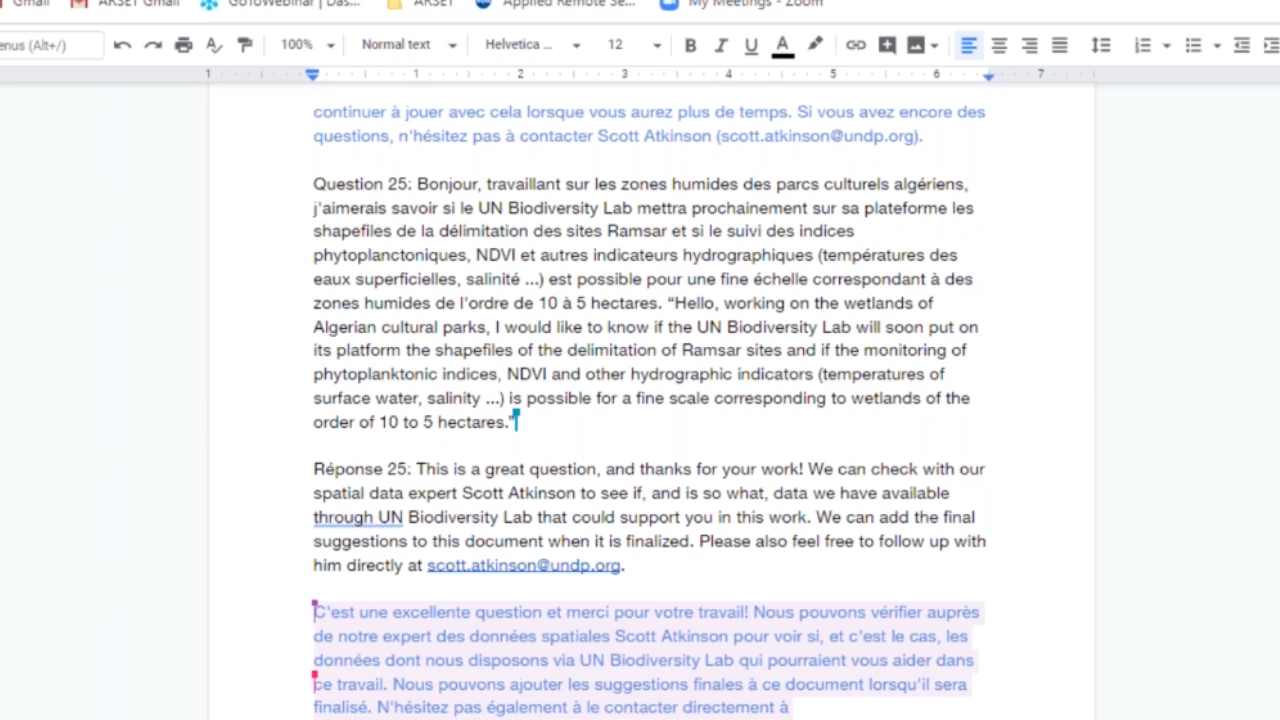 Gmail ARSET Gmail GoToWebinar | Das... ARSET Applied Remote Se... My Meetings - Zoom
enus (Alt+/) 100% Normal text Helvetica ... 12 B I U A
1 1 2 3 4 5 6 7
continuer à jouer avec cela lorsque vous aurez plus de temps. Si vous avez encore des
questions, n'hésitez pas à contacter Scott Atkinson (scott.atkinson@undp.org).
Question 25: Bonjour, travaillant sur les zones humides des parcs culturels algériens,
j'aimerais savoir si le UN Biodiversity Lab mettra prochainement sur sa plateforme les
shapefiles de la délimitation des sites Ramsar et si le suivi des indices
phytoplanctoniques, NDVI et autres indicateurs hydrographiques (températures des
eaux superficielles, salinité ...) est possible pour une fine échelle correspondant à des
zones humides de l'ordre de 10 à 5 hectares. “Hello, working on the wetlands of
Algerian cultural parks, I would like to know if the UN Biodiversity Lab will soon put on
its platform the shapefiles of the delimitation of Ramsar sites and if the monitoring of
phytoplanktonic indices, NDVI and other hydrographic indicators (temperatures of
surface water, salinity ...) is possible for a fine scale corresponding to wetlands of the
order of 10 to 5 hectares.”
Réponse 25: This is a great question, and thanks for your work! We can check with our
spatial data expert Scott Atkinson to see if, and is so what, data we have available
through UN Biodiversity Lab that could support you in this work. We can add the final
suggestions to this document when it is finalized. Please also feel free to follow up with
him directly at scott.atkinson@undp.org.
C'est une excellente question et merci pour votre travail! Nous pouvons vérifier auprès
de notre expert des données spatiales Scott Atkinson pour voir si, et c'est le cas, les
données dont nous disposons via UN Biodiversity Lab qui pourraient vous aider dans
ce travail. Nous pouvons ajouter les suggestions finales à ce document lorsqu'il sera
finalisé. N'hésitez pas également à le contacter directement à